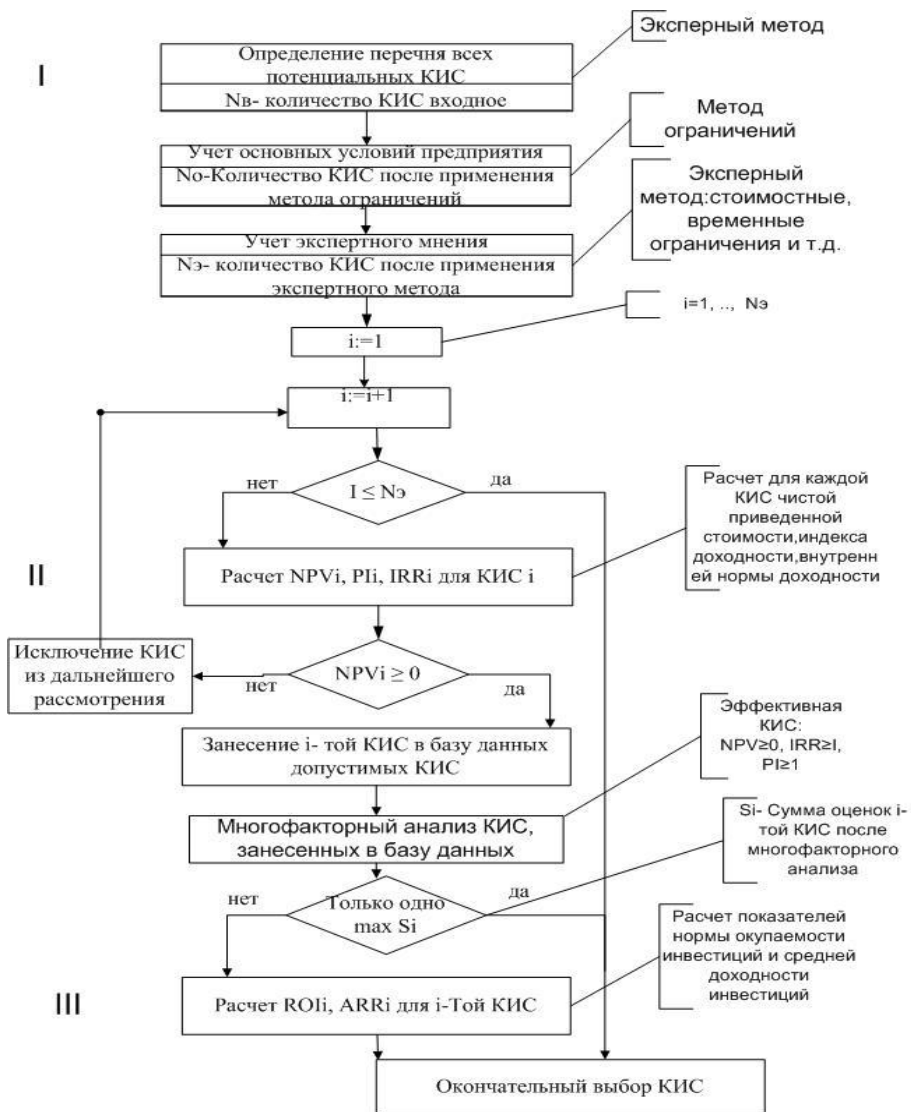 Эксперный метод
I
Определение перечня всех
потенциальных КИС
Nв- количество КИС входное
Метод
ограничений
Учет основных условий предприятия
Nо-Количество КИС после применения
метола ограничений
Эксперный
метод:стоимостные,
временные
ограничения и т.д.
Учет экспертного мнения
Nэ- количество КИС после применения
экспертного метода
i=1, .., Nэ
i:=1
i:=i+1
нет
I ≤ Nэ
да
Расчет для каждой
КИС чистой
приведенной
стоимости,индекса
доходности,внутренн
ей нормы доходности
II
Расчет NPVi, PIi, IRRi для КИС i
Исключение КИС
из дальнейшего
рассмотрения
нет
NPVi ≥ 0
да
Эффективная
КИС:
NPV≥0, IRR≥I,
PI≥1
Занесение i- той КИС в базу данных
допустимых КИС
Многофакторный анализ КИС,
занесенных в базу данных
Si- Сумма оценок i-
той КИС после
многофакторного
анализа
нет
Только одно
max Si
да
Расчет показателей
нормы окупаемости
инвестиций и средней
доходности
инвестиций
III
Расчет ROIi, ARRi для i-Той КИС
Окончательный выбор КИС